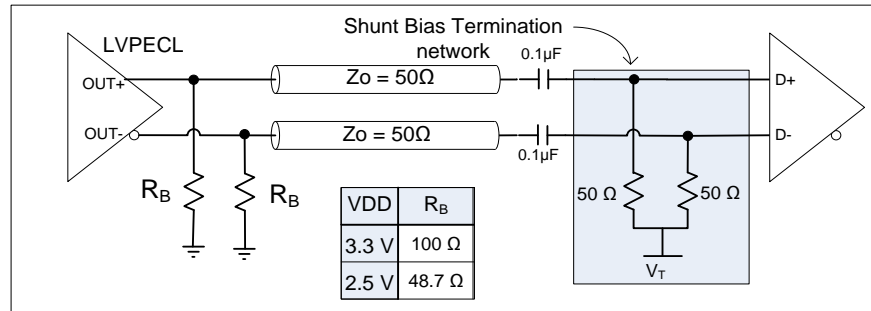 Shunt Bias Termination
network
LVPECL
0.1µF
OUT+
Zo = 50Ω
D+
OUT-
Zo = 50Ω
D-
0.1µF
R_B
R_B
50 Ω
50 Ω
VDD R_B
3.3 V 100 Ω
2.5 V 48.7 Ω
V_T